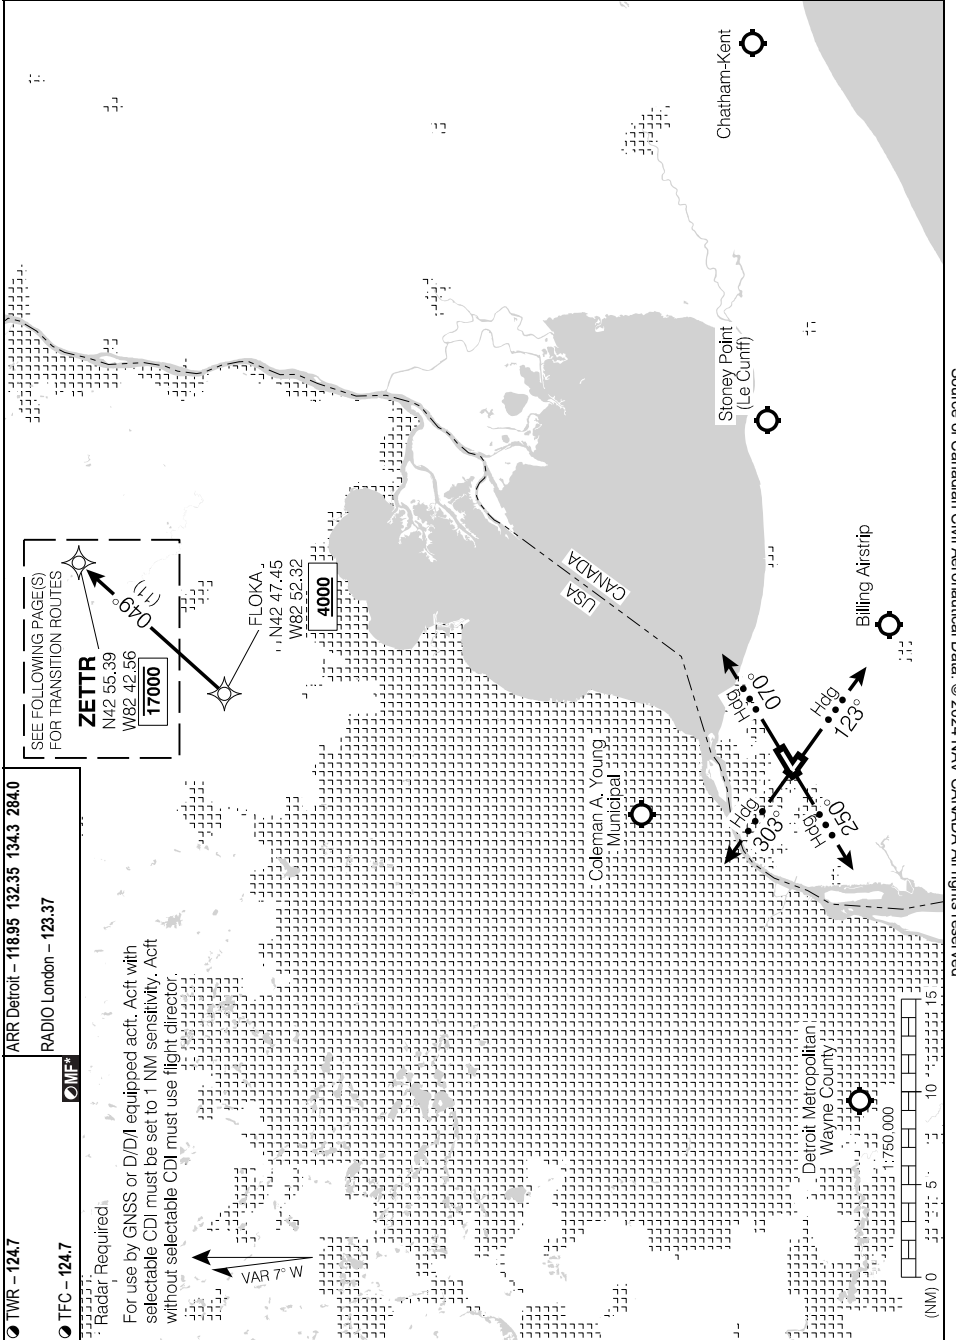 TWR – 124.7
ARR Detroit – 118.95 132.35 134.3 284.0
RADIO London – 123.37
TFC – 124.7
MF*
Radar Required.
For use by GNSS or D/D/I equipped acft. Acft with
selectable CDI must be set to 1 NM sensitivity. Acft
without selectable CDI must use flight director.
VAR 7° W
SEE FOLLOWING PAGE(S)
FOR TRANSITION ROUTES
ZETTR
N42 55.39
W82 42.56
17000
049°
(11)
FLOKA
N42 47.45
W82 52.32
4000
USA
CANADA
Chatham-Kent
Stoney Point
(Le Cunff)
Billing Airstrip
Coleman A. Young
Municipal
Hdg
070°
Hdg
123°
Hdg
303°
Hdg
250°
Detroit Metropolitan
Wayne County
1:750,000
(NM) 0 5 10 15
Source of Canadian Civil Aeronautical Data: © 2024 NAV CANADA All rights reserved